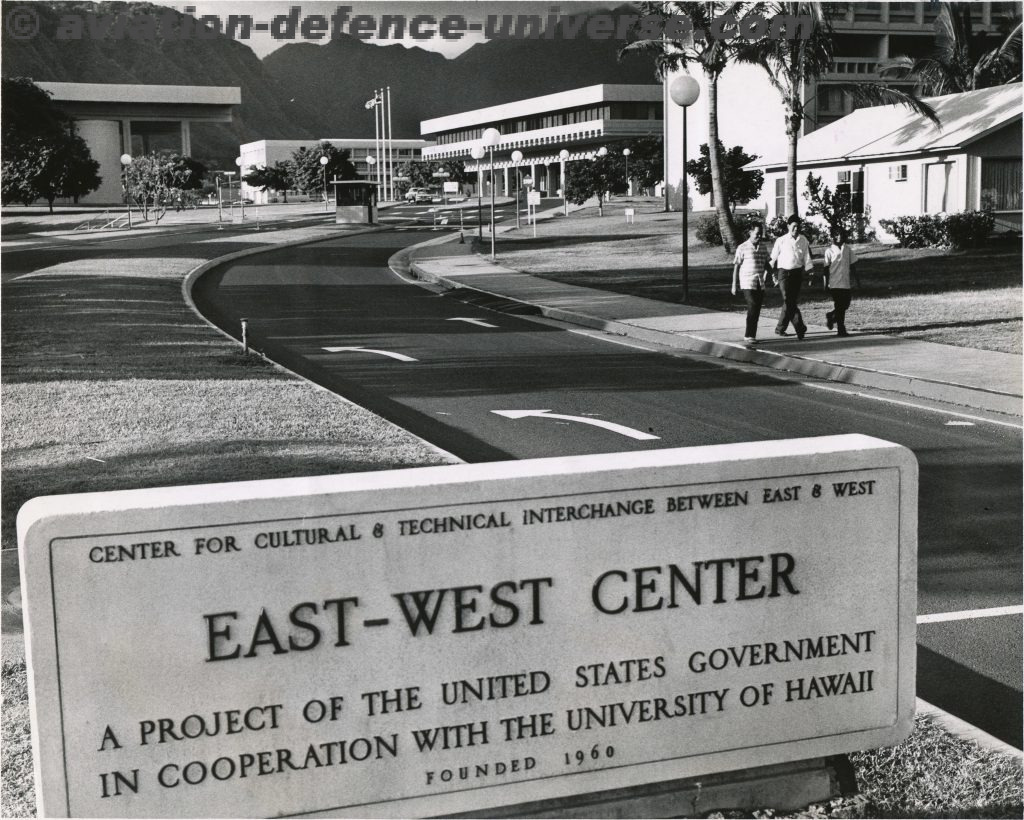 © aviation-defence-universe.com ©
CENTER FOR CULTURAL & TECHNICAL INTERCHANGE BETWEEN EAST & WEST
EAST-WEST CENTER
A PROJECT OF THE UNITED STATES GOVERNMENT
IN COOPERATION WITH THE UNIVERSITY OF HAWAII
FOUNDED 1960